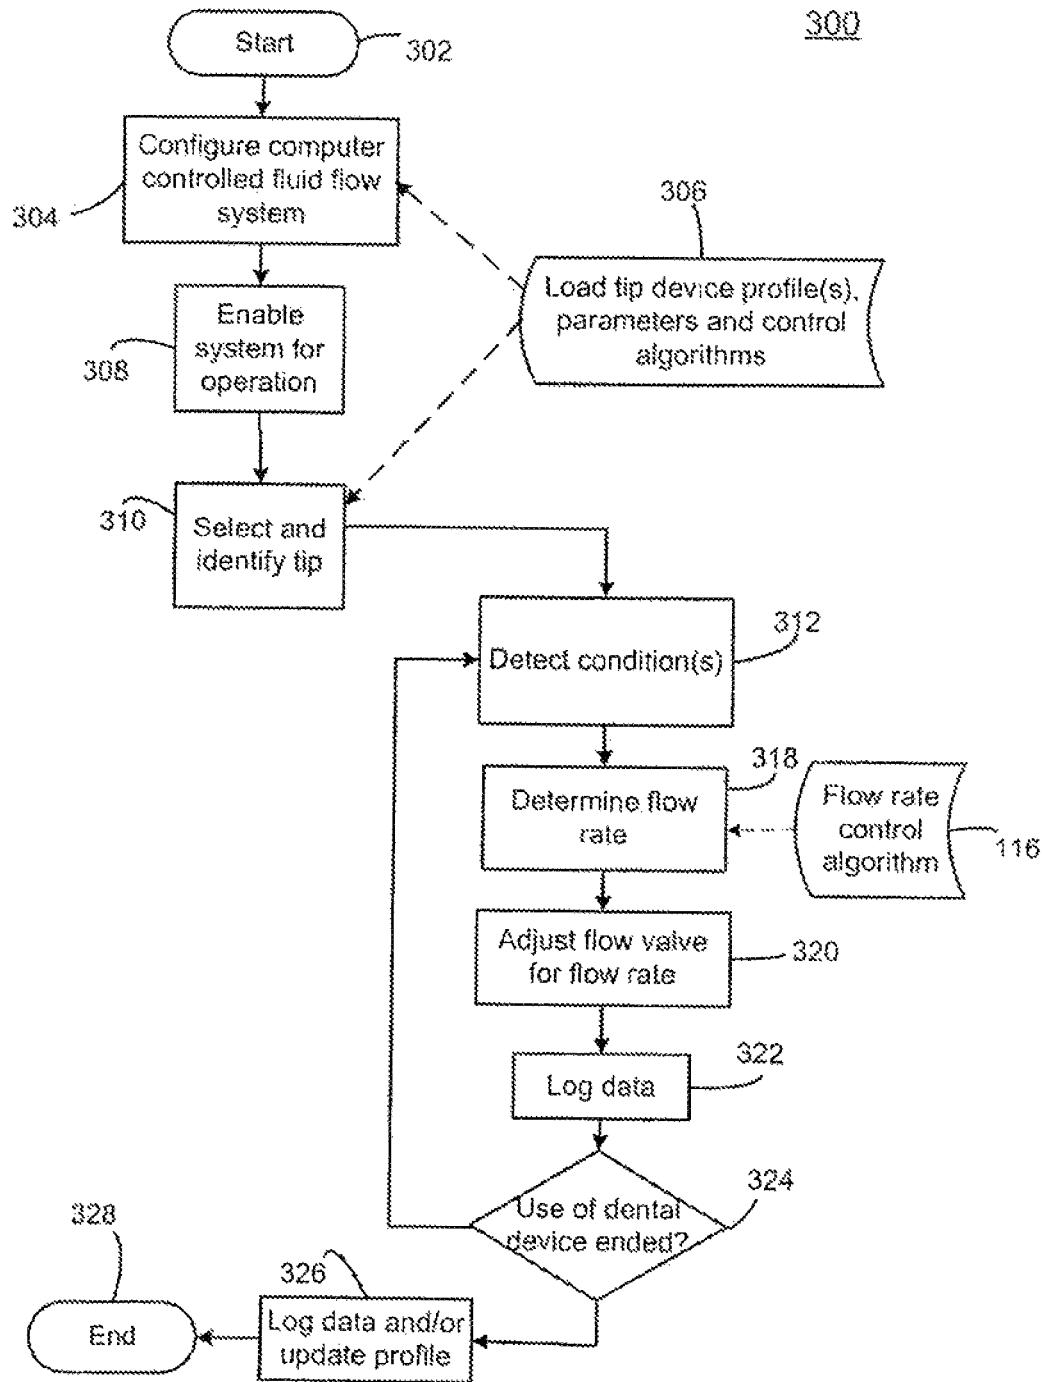 300
Start
302
Configure computer
controlled fluid flow
system
304
306
Load tip device profile(s),
parameters and control
algorithms
Enable
system for
operation
308
310
Select and
identify tip
312
Detect condition(s)
318
Determine flow
rate
Flow rate
control
algorithm
116
Adjust flow valve
for flow rate
320
322
Log data
324
Use of dental
device ended?
328
326
End
Log data and/or
update profile